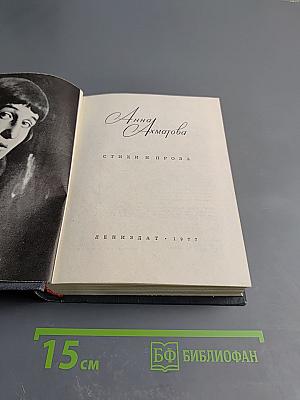 Анна
Ахматова
СТИХИ И ПРОЗА
ЛЕНИЗДАТ · 1977
15 см
БФ БИБЛИОФАН